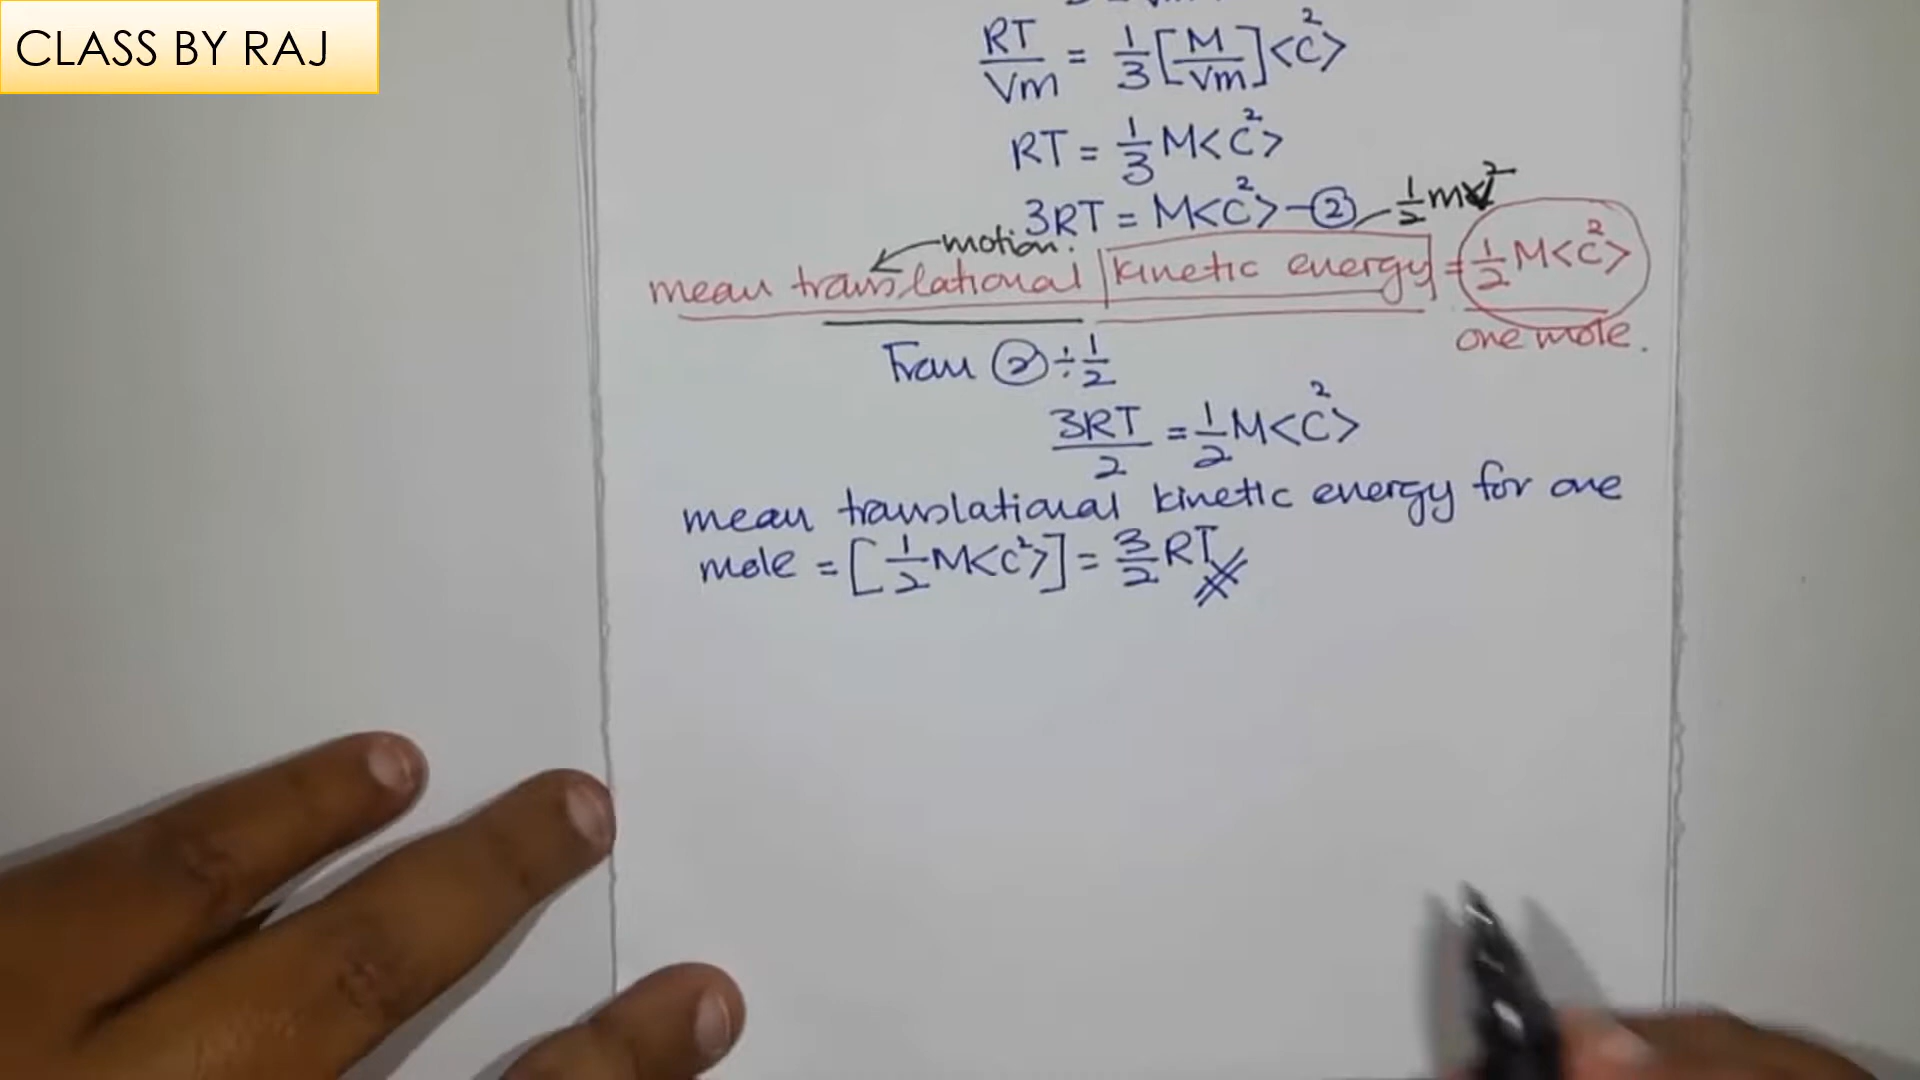 CLASS BY RAJ
RT/Vm = 1/3 [M/Vm] <c²>
RT = 1/3 M<c²>
3RT = M<c²> – ② 1/2 mv²
motion.
mean translational kinetic energy = 1/2 M<c²>
one mole.
From ② ÷ 1/2
3RT/2 = 1/2 M<c²>
mean translational kinetic energy for one
mole = [1/2 M<c²>] = 3/2 RT